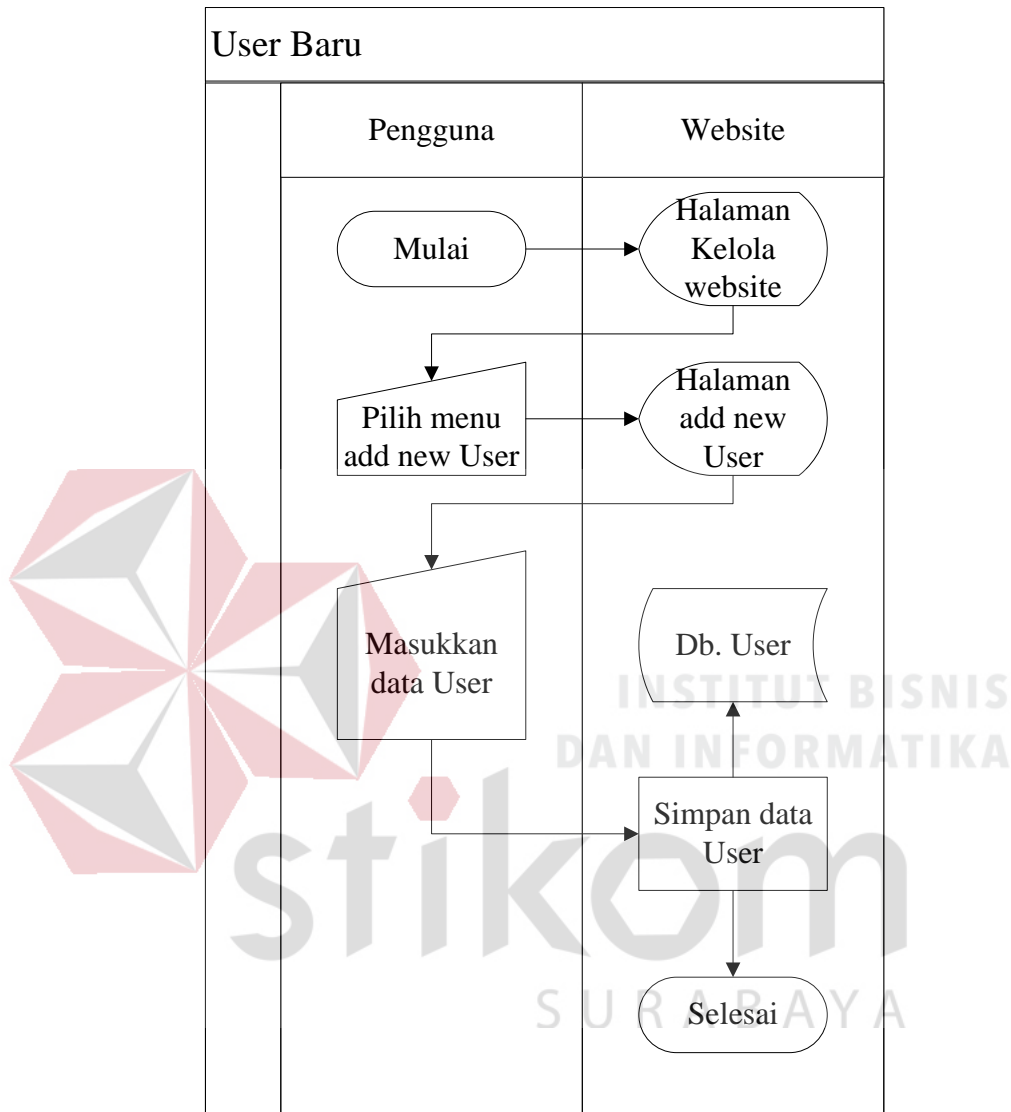 User Baru
Pengguna
Website
Mulai
Halaman
Kelola
website
Pilih menu
add new User
Halaman
add new
User
Masukkan
data User
Db. User
INSTITUT BISNIS
DAN INFORMATIKA
Simpan data
User
stikom
SURABAYA
Selesai